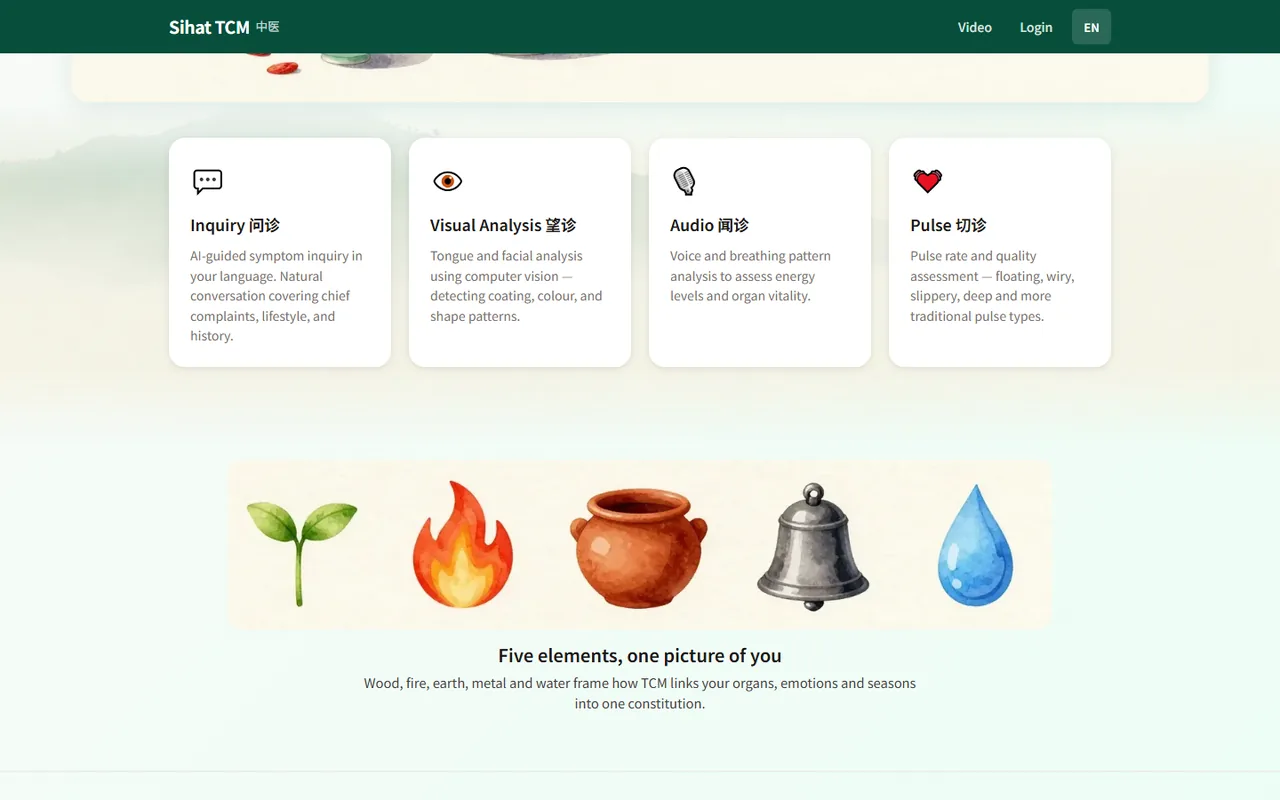 Sihat TCM 中医
Video
Login
EN
Inquiry 问诊
AI-guided symptom inquiry in
your language. Natural
conversation covering chief
complaints, lifestyle, and
history.
Visual Analysis 望诊
Tongue and facial analysis
using computer vision —
detecting coating, colour, and
shape patterns.
Audio 闻诊
Voice and breathing pattern
analysis to assess energy
levels and organ vitality.
Pulse 切诊
Pulse rate and quality
assessment — floating, wiry,
slippery, deep and more
traditional pulse types.
Five elements, one picture of you
Wood, fire, earth, metal and water frame how TCM links your organs, emotions and seasons
into one constitution.